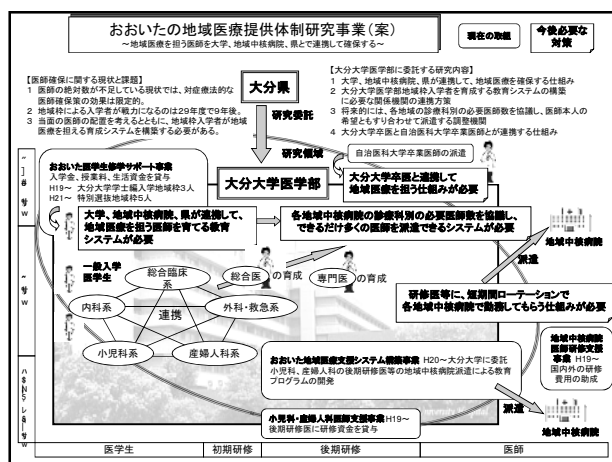 おおいたの地域医療提供体制研究事業(案)
～地域医療を担う医師を大学、地域中核病院、県とで連携して確保する～
現在の取組
今後必要な
対策
【医師確保に関する現状と課題】
1 医師の絶対数が不足している現状では、対症療法的な
医師確保策の効果は限定的。
2 地域枠による入学者が戦力になるのは29年度で9年後。
3 当面の医師の配置を考えるとともに、地域枠入学者が地域
医療を担える育成システムを構築する必要がある。
大分県
研究委託
【大分大学医学部に委託する研究内容】
1 大学、地域中核病院、県が連携して、地域医療を確保する仕組み
2 大分大学医学部地域枠入学者を育成する教育システムの構築
に必要な関係機関の連携方策
3 将来的には、各地域の診療科別の必要医師数を協議し、医師本人の
希望ともすり合わせて派遣する調整機関
4 大分大学卒医と自治医科大学卒業医師とが連携する仕組み
研究領域
自治医科大学卒業医師の派遣
おおいた医学生修学サポート事業
入学金、授業料、生活資金を貸与
H19～ 大分大学学士編入学地域枠3人
H21～ 特別選抜地域枠5人
大分大学医学部
大分大学卒医と連携して
地域医療を担う仕組みが必要
大学、地域中核病院、県が連携して、
地域医療を担う医師を育てる教育
システムが必要
各地域中核病院の診療科別の必要医師数を協議し、
できるだけ多くの医師を派遣できるシステムが必要
地域中核病院
派遣
一般入学
医学生
総合臨床
系
総合医の育成
専門医の育成
内科系
連携
外科・救急系
小児科系
産婦人科系
研修医等に、短期間ローテーションで
各地域中核病院で勤務してもらう仕組みが必要
おおいた地域医療支援システム構築事業 H20～大分大学に委託
小児科、産婦人科の後期研修医等の地域中核病院派遣による教育
プログラムの開発
地域中核病院
医師研修支援
事業 H19～
国内外の研修
費用の助成
小児科・産婦人科医師支援事業 H19～
後期研修医に研修資金を貸与
派遣
地域中核病院
医学生
初期研修
後期研修
医師